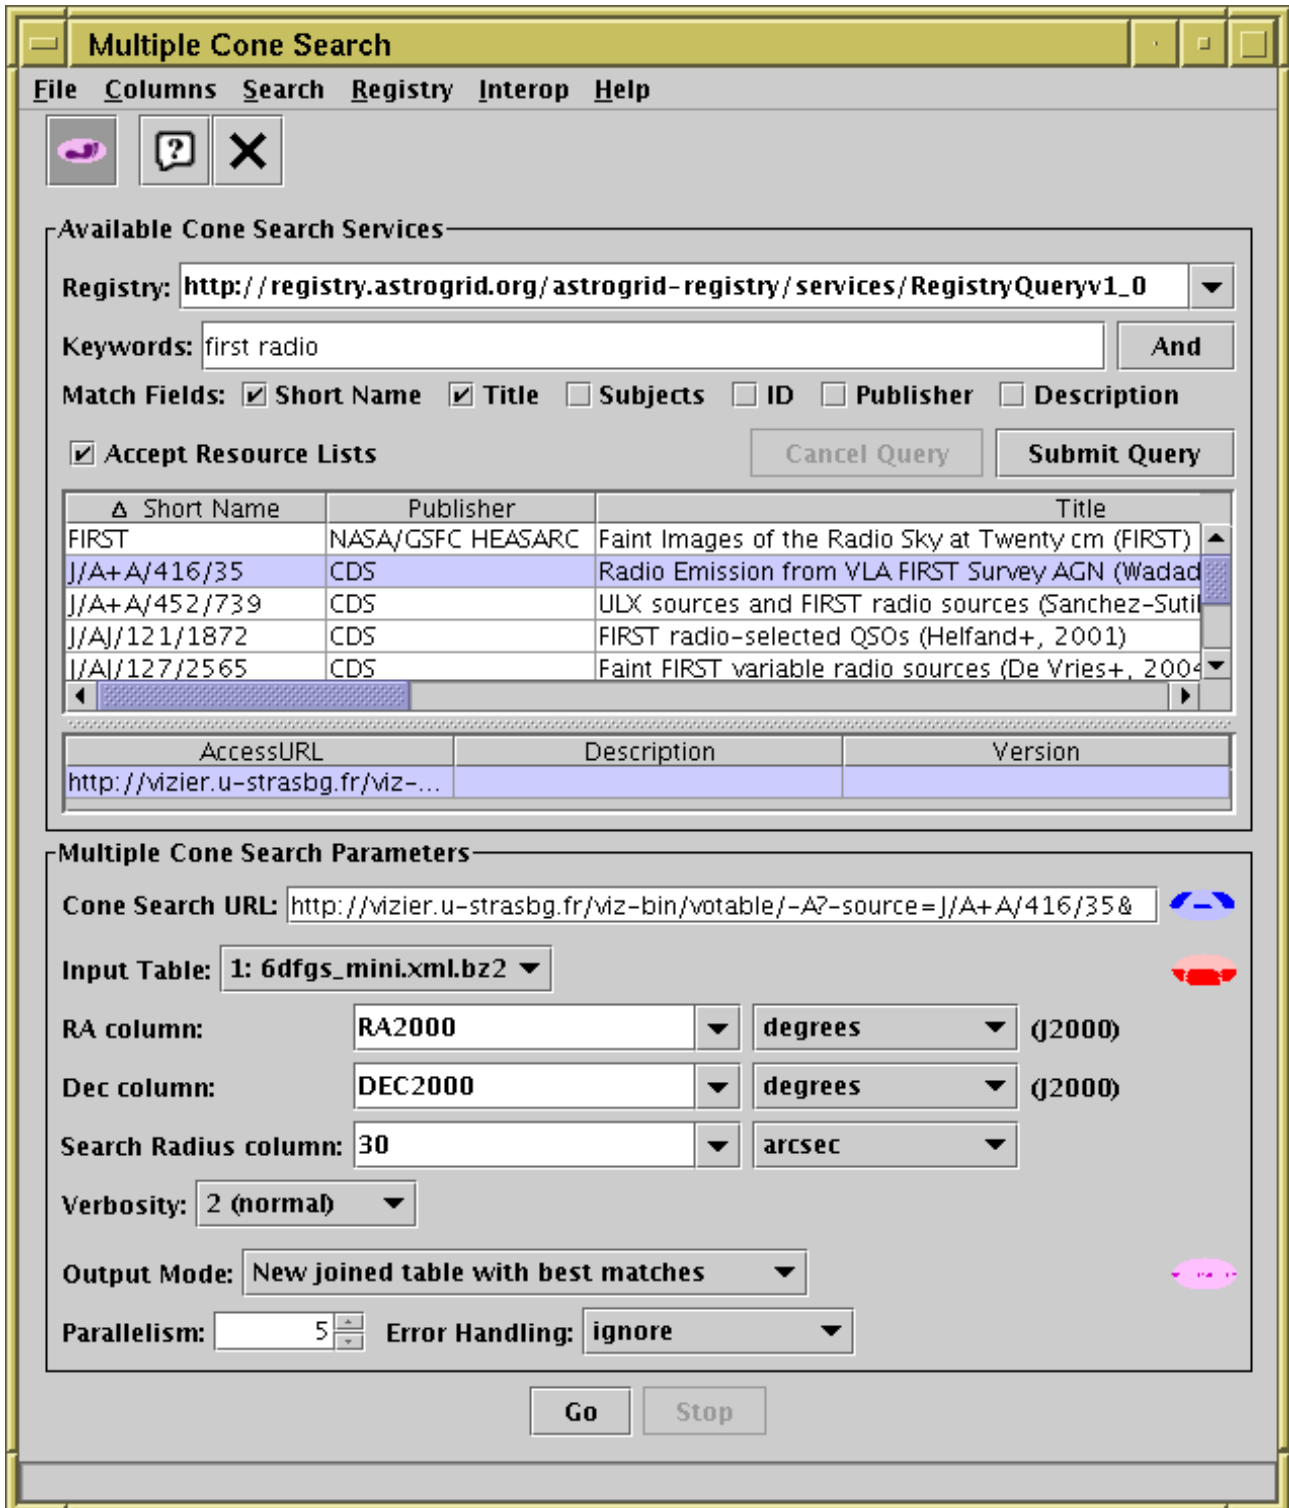 Multiple Cone Search
File Columns Search Registry Interop Help
?
Available Cone Search Services
Registry: http://registry.astrogrid.org/astrogrid-registry/services/RegistryQueryv1_0
Keywords: first radio And
Match Fields: Short Name Title Subjects ID Publisher Description
Accept Resource Lists Cancel Query Submit Query
Short Name Publisher Title
FIRST NASA/GSFC HEASARC Faint Images of the Radio Sky at Twenty cm (FIRST)
J/A+A/416/35 CDS Radio Emission from VLA FIRST Survey AGN (Wadad
J/A+A/452/739 CDS ULX sources and FIRST radio sources (Sanchez-Sutil
J/AJ/121/1872 CDS FIRST radio-selected QSOs (Helfand+, 2001)
J/AJ/127/2565 CDS Faint FIRST variable radio sources (De Vries+, 2004
AccessURL Description Version
http://vizier.u-strasbg.fr/viz-...
Multiple Cone Search Parameters
Cone Search URL: http://vizier.u-strasbg.fr/viz-bin/votable/-A?-source=J/A+A/416/35&
Input Table: 1: 6dfgs_mini.xml.bz2
RA column: RA2000 degrees (J2000)
Dec column: DEC2000 degrees (J2000)
Search Radius column: 30 arcsec
Verbosity: 2 (normal)
Output Mode: New joined table with best matches
Parallelism: 5 Error Handling: ignore
Go Stop